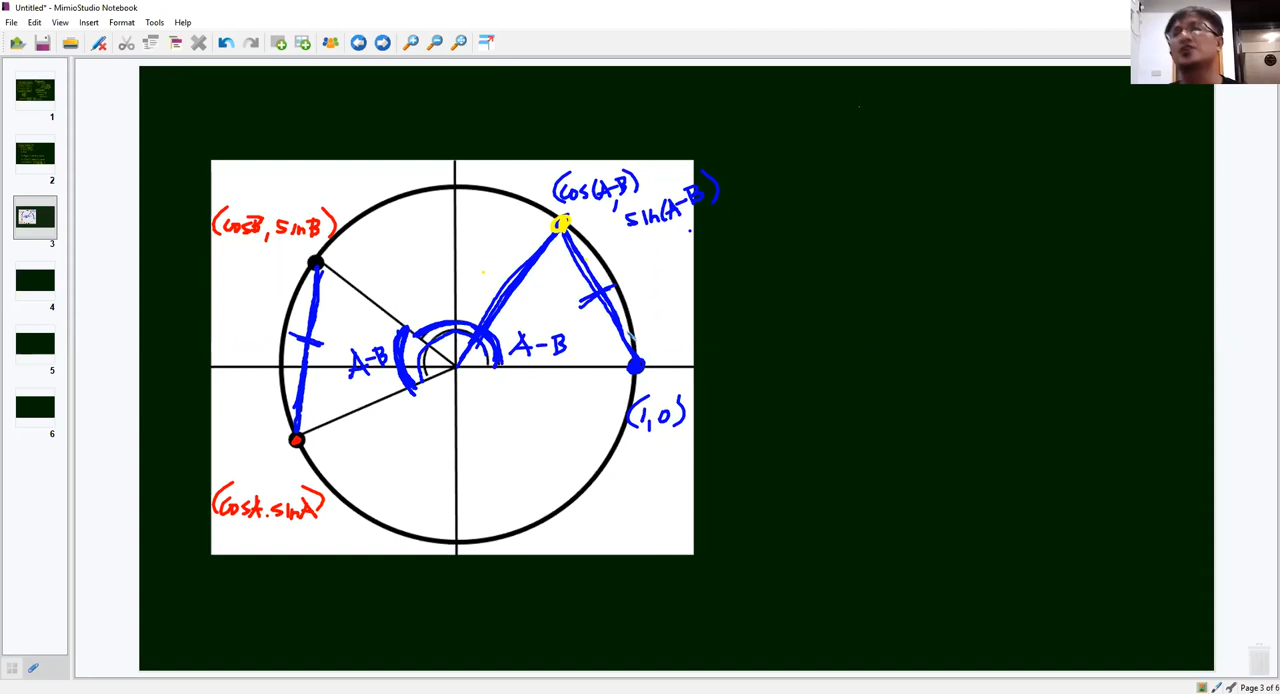 Untitled* - MimioStudio Notebook
File Edit View Insert Format Tools Help
1
2
3
4
5
6
(cos(A-B),
sin(A-B))
(cosB, sinB)
A-B
A-B
(1,0)
(cosA. sinA)
Page 3 of 6